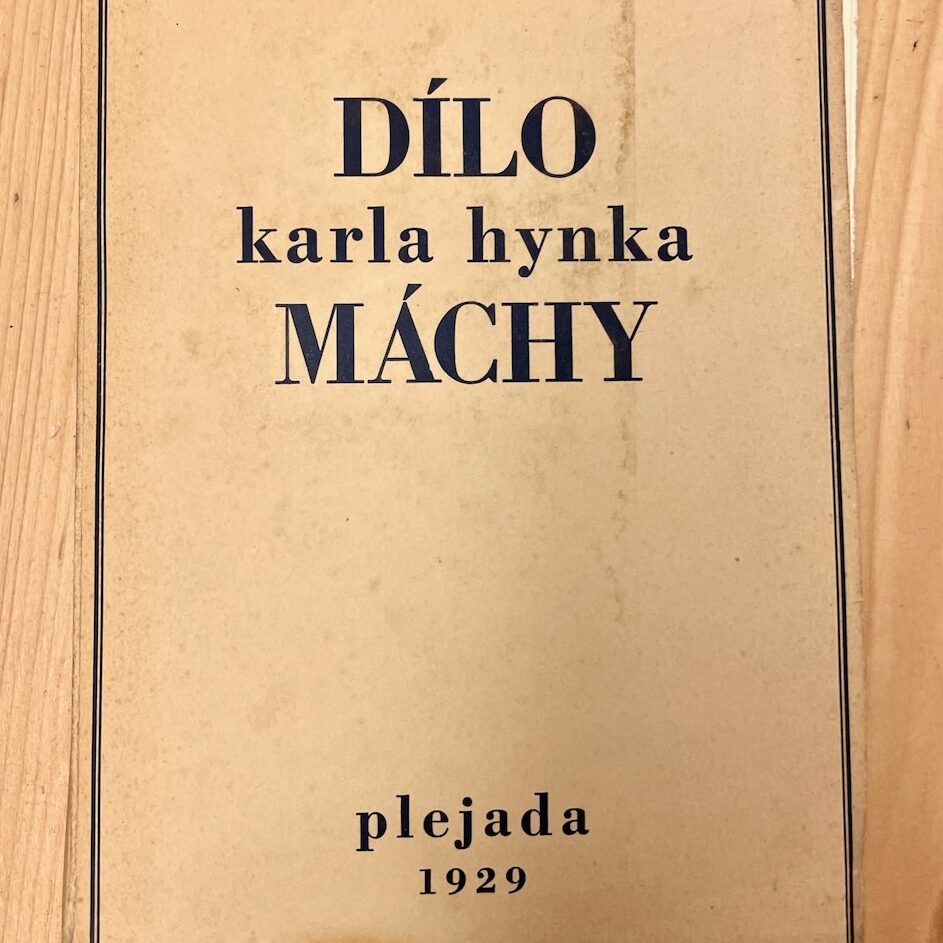 DÍLO
karla hynka
MÁCHY
plejada
1929